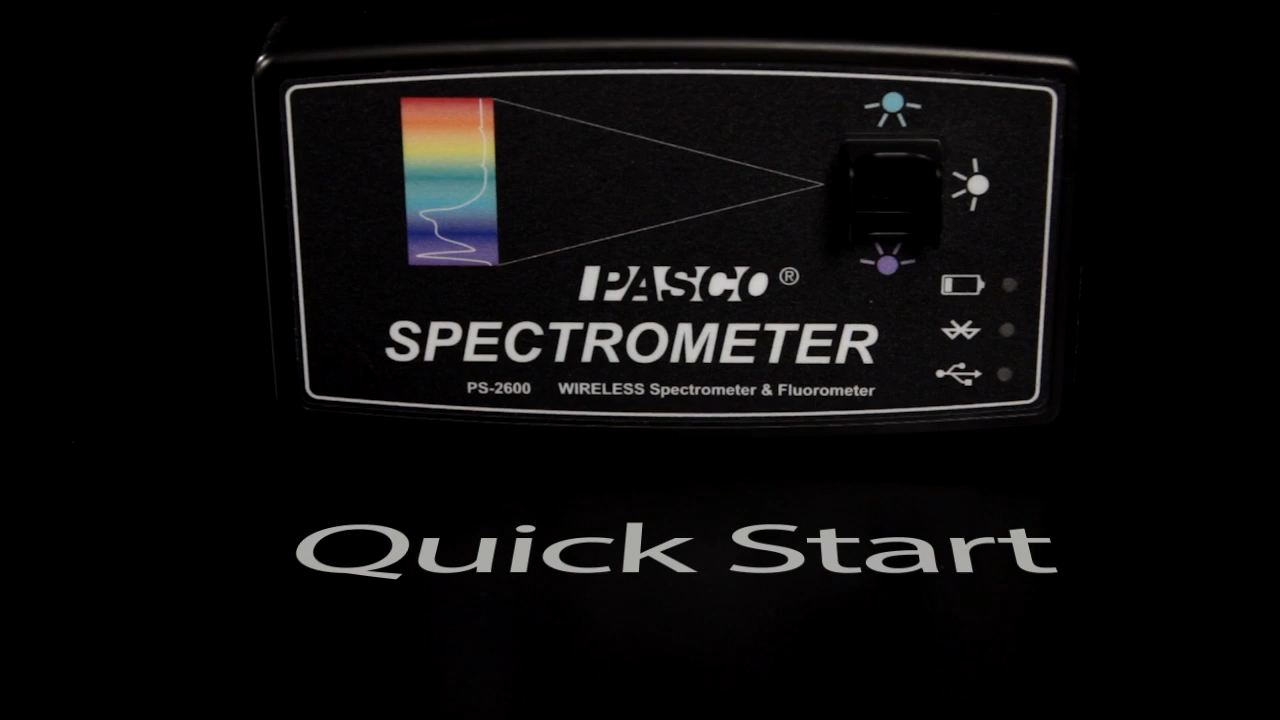 PASCO®
SPECTROMETER
PS-2600 WIRELESS Spectrometer & Fluorometer
Quick Start